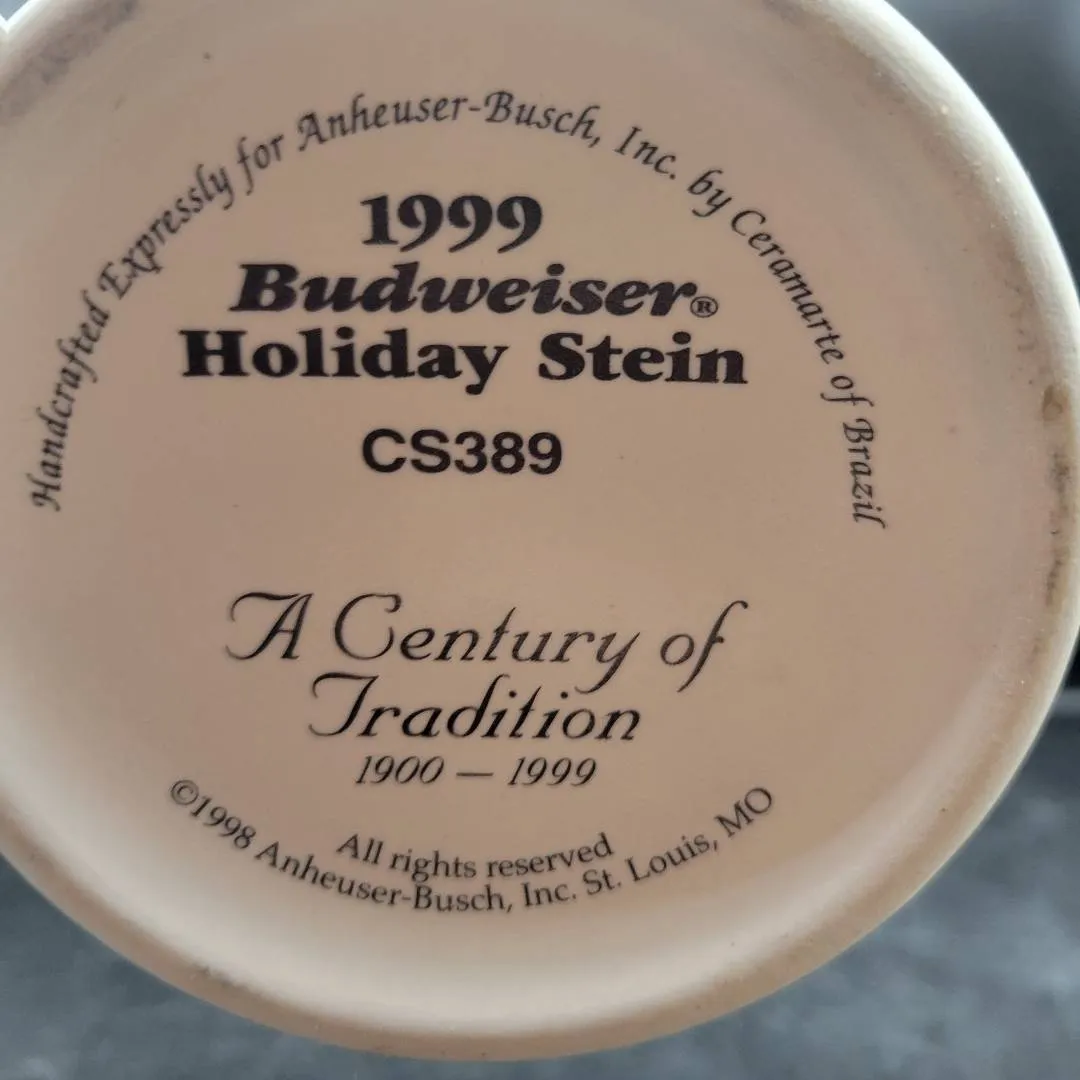 Handcrafted Expressly for Anheuser-Busch, Inc. by Ceramarte of Brazil
1999
Budweiser®
Holiday Stein
CS389
A Century of
Tradition
1900 — 1999
All rights reserved
©1998 Anheuser-Busch, Inc. St. Louis, MO